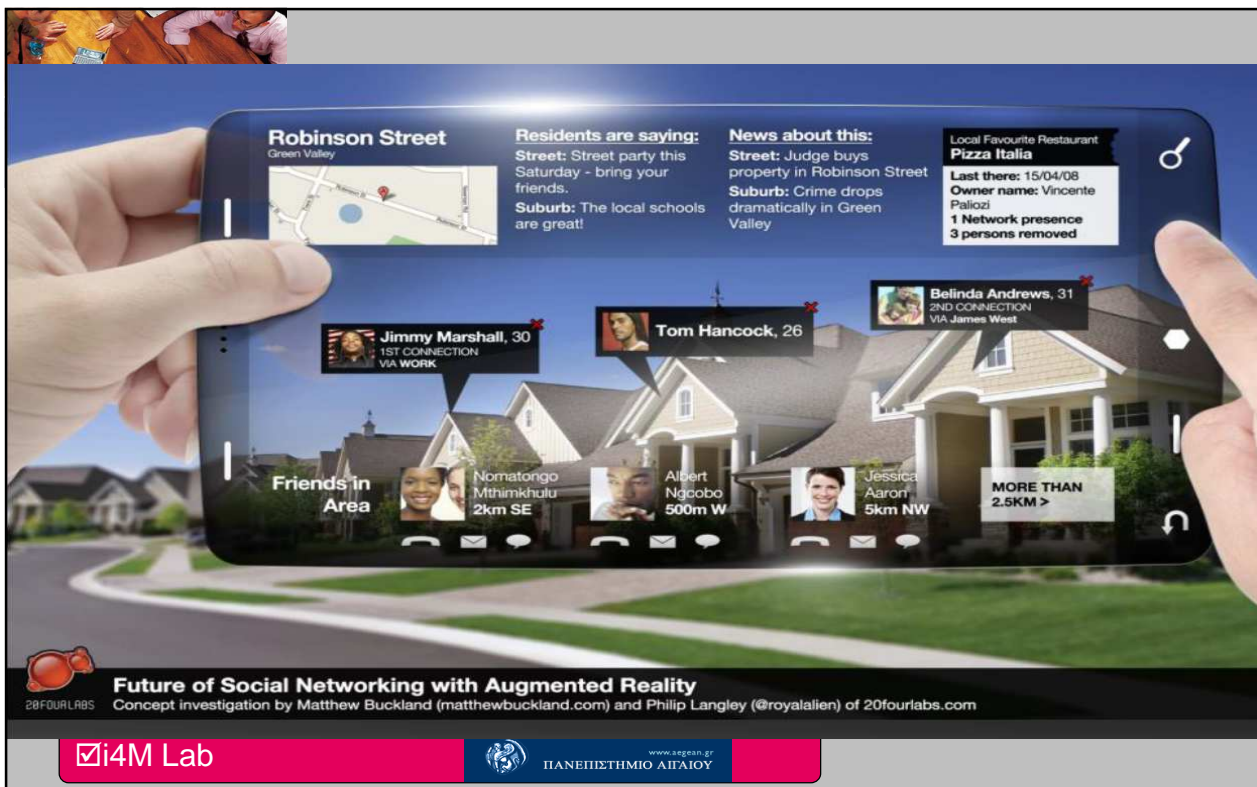 Robinson Street
Green Valley
Residents are saying:
Street: Street party this
Saturday - bring your
friends.
Suburb: The local schools
are great!
News about this:
Street: Judge buys
property in Robinson Street
Suburb: Crime drops
dramatically in Green
Valley
Local Favourite Restaurant
Pizza Italia
Last there: 15/04/08
Owner name: Vincente
Paliozi
1 Network presence
3 persons removed
Jimmy Marshall, 30
1ST CONNECTION
VIA WORK
Tom Hancock, 26
Belinda Andrews, 31
2ND CONNECTION
VIA James West
Friends in
Area
Nomatongo
Mthimkhulu
2km SE
Albert
Ngcobo
500m W
Jessica
Aaron
5km NW
MORE THAN
2.5KM >
20FOURLABS
Future of Social Networking with Augmented Reality
Concept investigation by Matthew Buckland (matthewbuckland.com) and Philip Langley (@royalalien) of 20fourlabs.com
☑i4M Lab
www.aegean.gr
ΠΑΝΕΠΙΣΤΗΜΙΟ ΑΙΓΑΙΟΥ